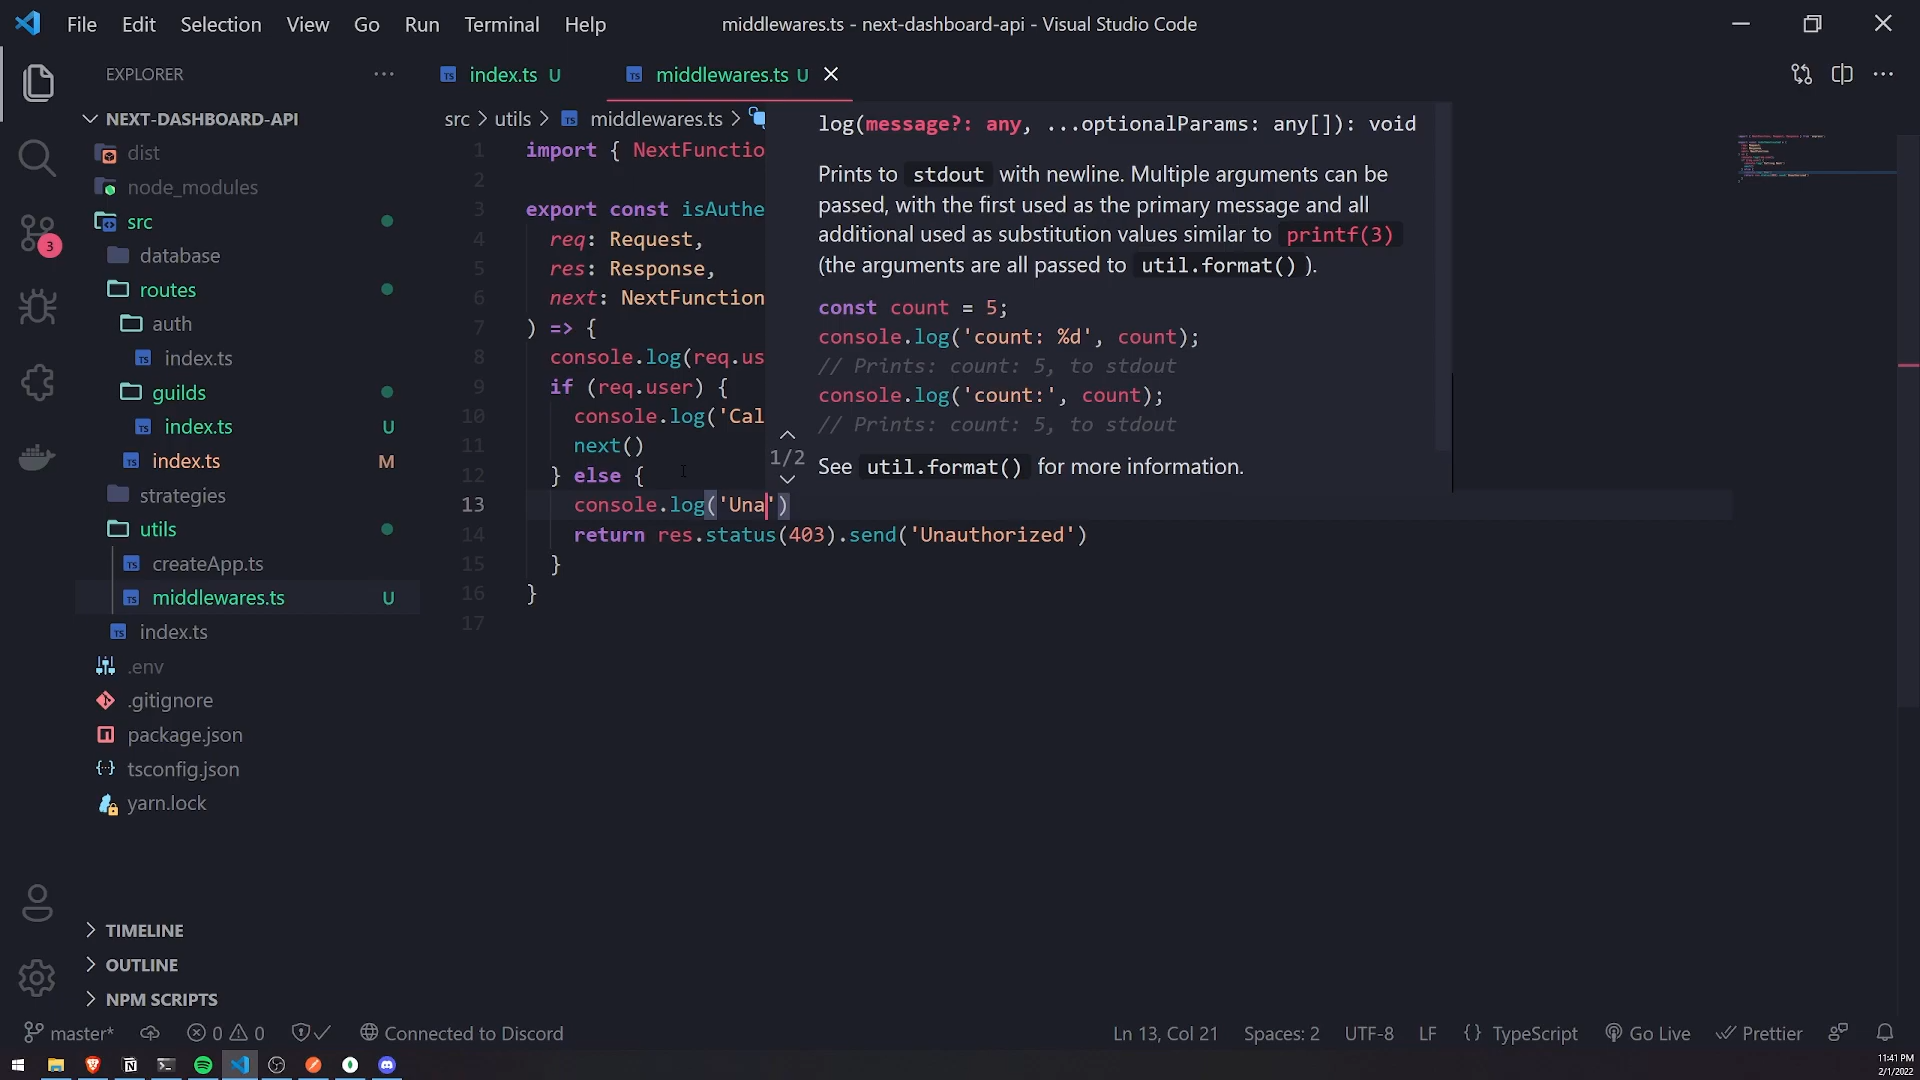 File Edit Selection View Go Run Terminal Help
middlewares.ts - next-dashboard-api - Visual Studio Code
EXPLORER
NEXT-DASHBOARD-API
dist
node_modules
src
database
routes
auth
index.ts
guilds
index.ts U
index.ts M
strategies
utils
createApp.ts
middlewares.ts U
index.ts
.env
.gitignore
package.json
tsconfig.json
yarn.lock
TIMELINE
OUTLINE
NPM SCRIPTS
3
index.ts U
middlewares.ts U
src > utils > middlewares.ts >
1 import { NextFunctio
2
3 export const isAuthe
4 req: Request,
5 res: Response,
6 next: NextFunction
7 ) => {
8 console.log(req.us
9 if (req.user) {
10 console.log('Cal
11 next()
12 } else {
13 console.log('Una')
14 return res.status(403).send('Unauthorized')
15 }
16 }
17
log(message?: any, ...optionalParams: any[]): void
Prints to stdout with newline. Multiple arguments can be
passed, with the first used as the primary message and all
additional used as substitution values similar to printf(3)
(the arguments are all passed to util.format() ).
const count = 5;
console.log('count: %d', count);
// Prints: count: 5, to stdout
console.log('count:', count);
// Prints: count: 5, to stdout
1/2
See util.format() for more information.
master* 0 0 Connected to Discord
Ln 13, Col 21 Spaces: 2 UTF-8 LF {} TypeScript Go Live Prettier
11:41 PM
2/1/2022